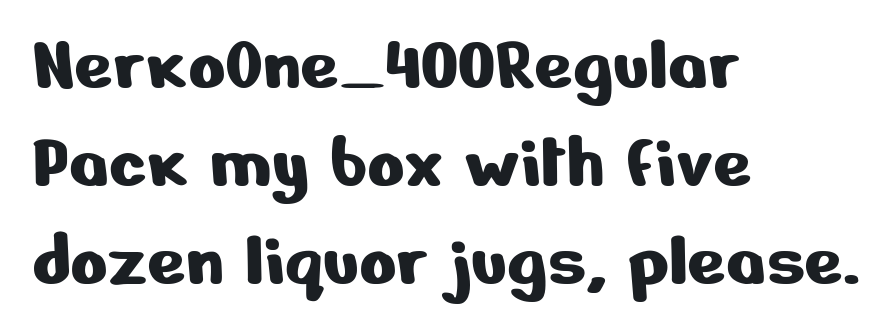 NerkoOne_400Regular
Pack my box with five
dozen liquor jugs, please.